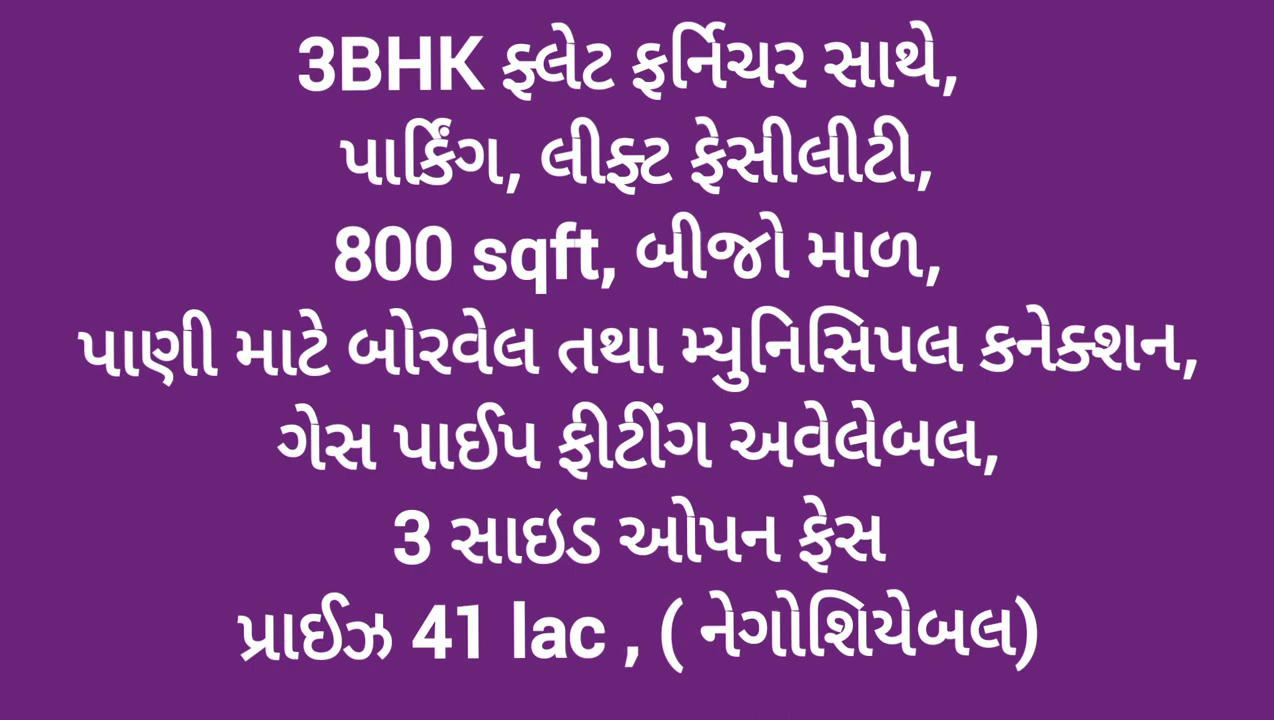 3BHK ફ્લેટ ફર્નિચર સાથે,
પાર્કિંગ, લીફ્ટ ફેસીલીટી,
800 sqft, બીજો માળ,
પાણી માટે બોરવેલ તથા મ્યુનિસિપલ કનેક્શન,
ગેસ પાઈપ ફીટીંગ અવેલેબલ,
3 સાઇડ ઓપન ફેસ
પ્રાઈઝ 41 lac , ( નેગોશિયેબલ)